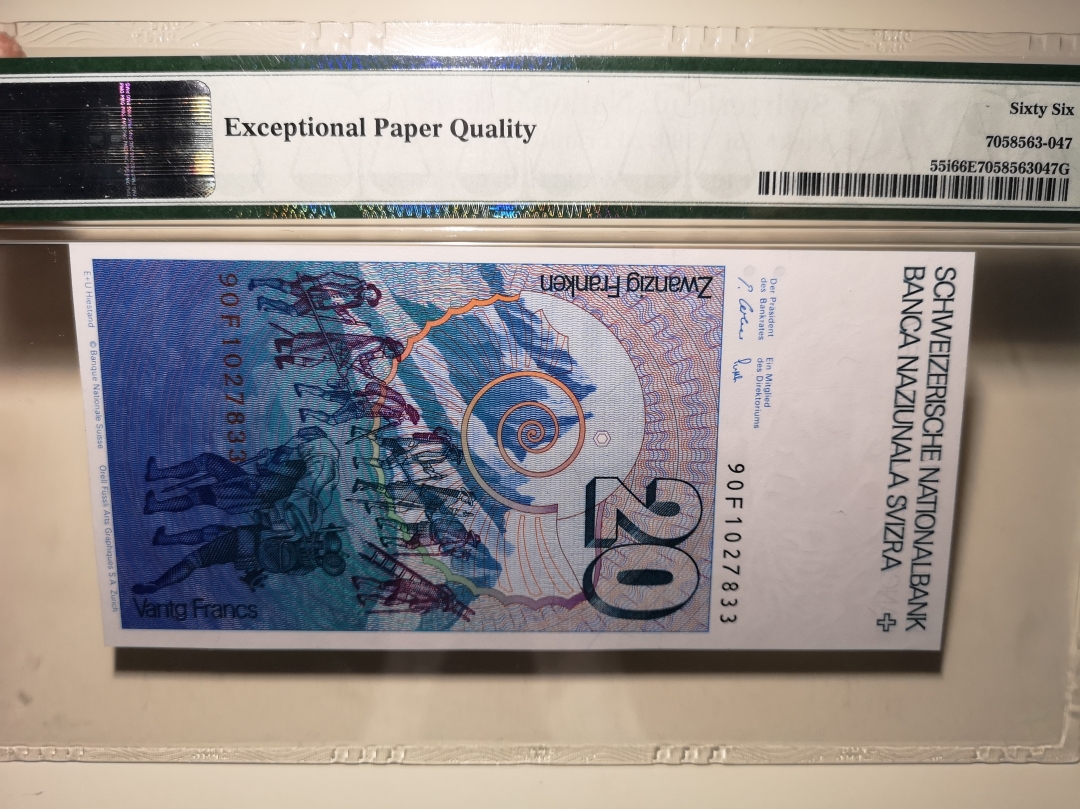 Exceptional Paper Quality
Sixty Six
7058563-047
55i66E7058563047G
PMG
SCHWEIZERISCHE NATIONALBANK
BANCA NAZIUNALA SVIZRA
Der Präsident
des Bankrates
Ein Mitglied
des Direktoriums
90F1027833
20
Zwanzig Franken
90F1027833
Vantg Francs
E+U Hiestand © Banque Nationale Suisse Orell Füssli Arts Graphiques S.A. Zurich